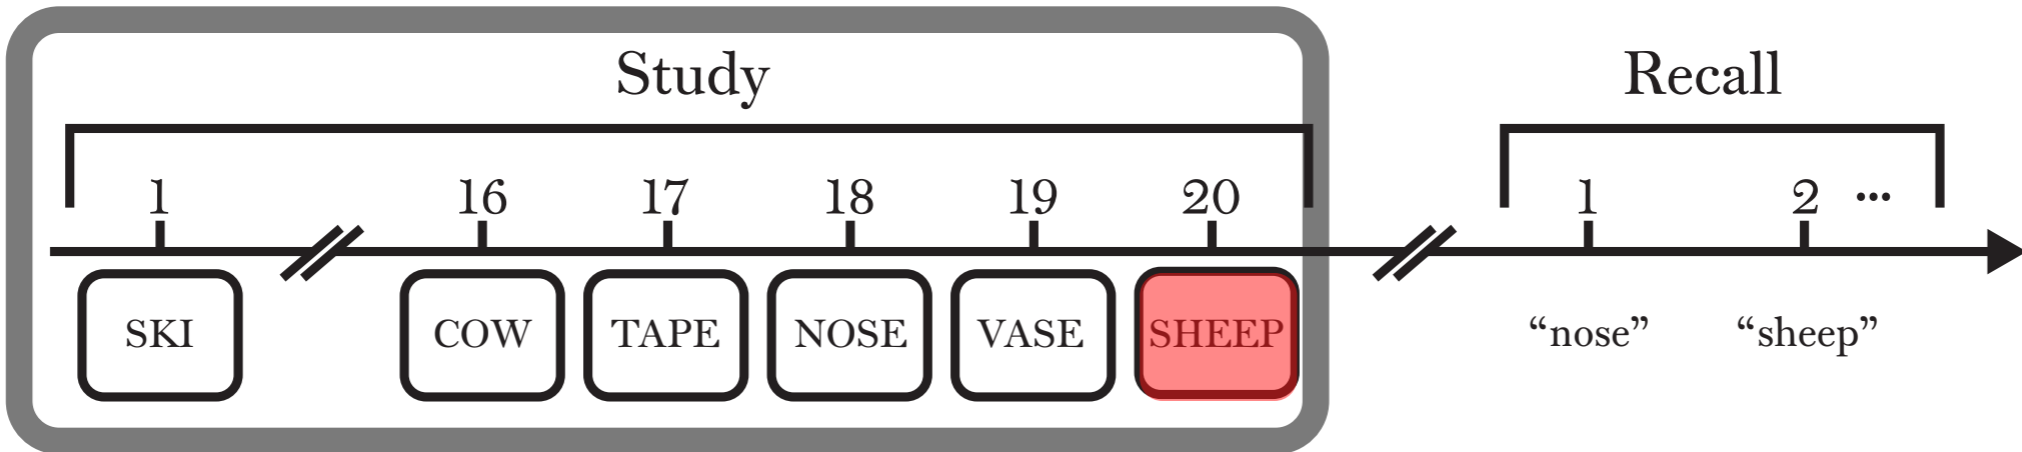 Study Recall
1 16 17 18 19 20 1 2 ...
SKI COW TAPE NOSE VASE SHEEP “nose” “sheep”